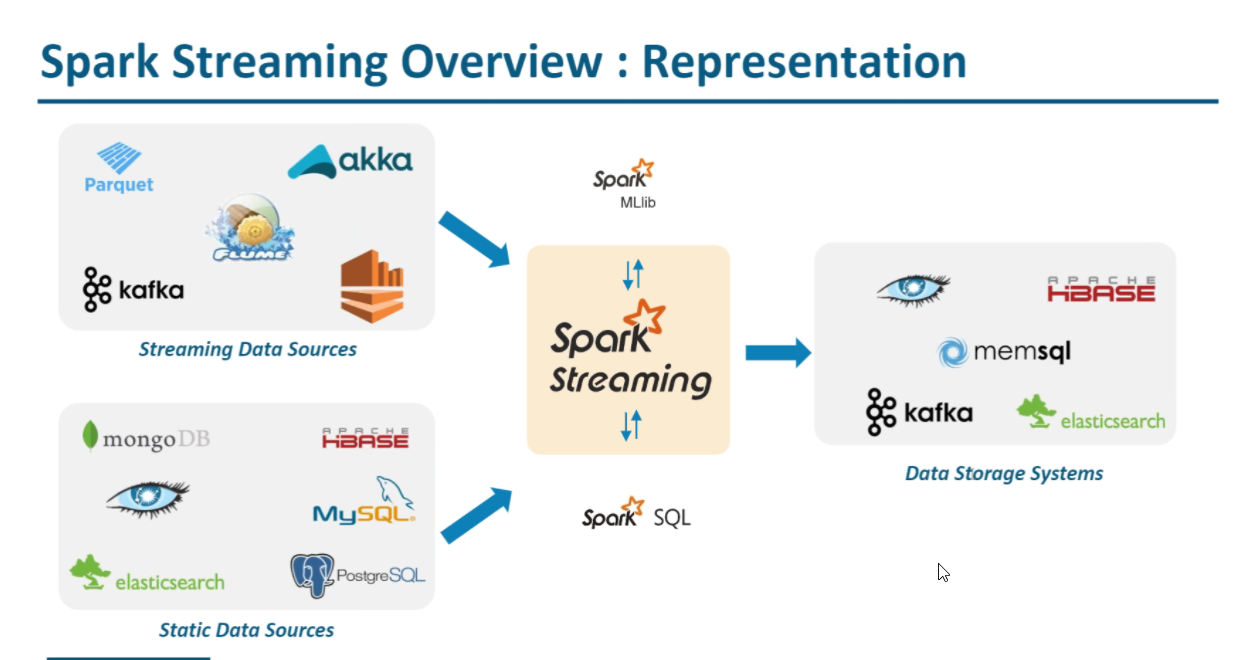 Spark Streaming Overview : Representation
Parquet
akka
FLUME
kafka
Streaming Data Sources
mongoDB
APACHE
HBASE
MySQL®
elasticsearch
PostgreSQL
Static Data Sources
Spark
MLlib
Spark
Streaming
Spark SQL
APACHE
HBASE
memsql
kafka
elasticsearch
Data Storage Systems